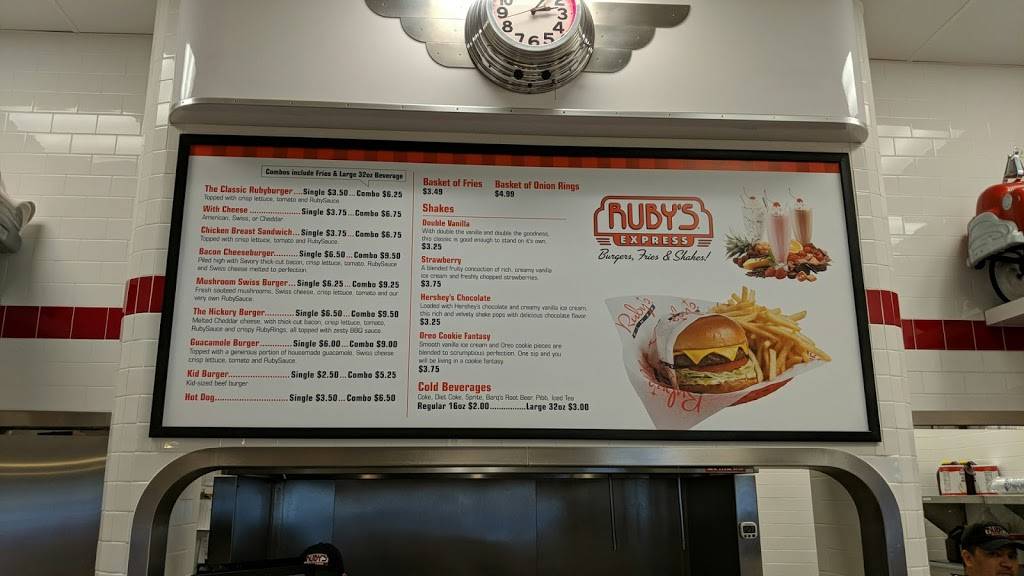 9 3 8 7 6 5 4
Combos include Fries & Large 32oz Beverage
The Classic Rubyburger....Single $3.50...Combo $6.25
Topped with crisp lettuce, tomato and RubySauce.
With Cheese ..................Single $3.75...Combo $6.75
American, Swiss, or Cheddar
Chicken Breast Sandwich...Single $3.75...Combo $6.75
Topped with crisp lettuce, tomato and RubySauce.
Bacon Cheeseburger.........Single $6.50...Combo $9.50
Piled high with Savory thick-cut bacon, crisp lettuce, tomato, RubySauce
and Swiss cheese melted to perfection.
Mushroom Swiss Burger...Single $6.25...Combo $9.25
Fresh sauteed mushrooms, Swiss cheese, crisp lettuce, tomato and our
very own RubySauce.
The Hickory Burger..........Single $6.50...Combo $9.50
Melted Cheddar cheese, with thick cut bacon, crisp lettuce, tomato,
RubySauce and crispy RubyRings, all topped with zesty BBQ sauce.
Guacamole Burger...........Single $6.00...Combo $9.00
Topped with a generous portion of housemade guacamole, Swiss cheese
crisp lettuce, tomato and RubySauce.
Kid Burger.......................Single $2.50...Combo $5.25
Kid-sized beef burger
Hot Dog...........................Single $3.50...Combo $6.50
Basket of Fries
$3.49
Basket of Onion Rings
$4.99
Shakes
Double Vanilla
With double the vanilla and double the goodness,
this classic is good enough to stand on it's own.
$3.25
Strawberry
A blended fruity concoction of rich, creamy vanilla
ice cream and freshly chopped strawberries.
$3.75
Hershey's Chocolate
Loaded with Hershey's chocolate and creamy vanilla ice cream,
this rich and velvety shake pops with delicious chocolate flavor.
$3.25
Oreo Cookie Fantasy
Smooth vanilla ice cream and Oreo cookie pieces are
blended to scrumptious perfection. One sip and you
will be living in a cookie fantasy.
$3.75
Cold Beverages
Coke, Diet Coke, Sprite, Barq's Root Beer, Pibb, Iced Tea
Regular 16oz $2.00..............Large 32oz $3.00
RUBY'S
EXPRESS
Burgers, Fries & Shakes!
Ruby's
Ruby's
RUBY'S